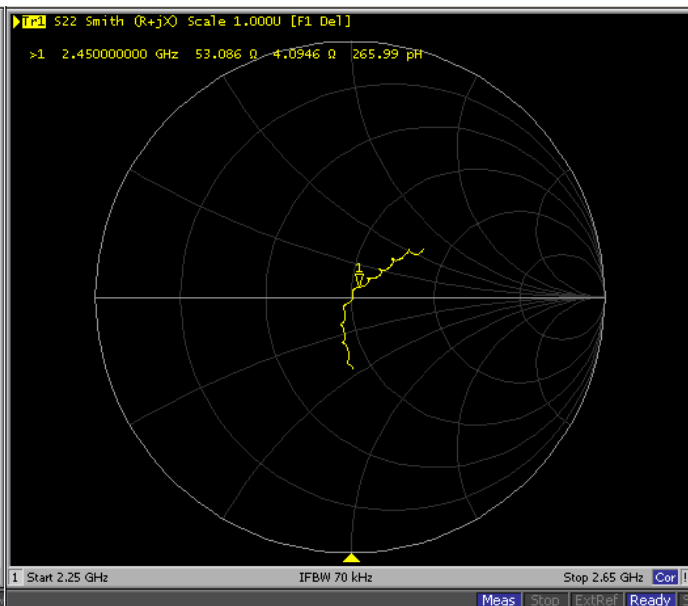 Tr1 S22 Smith (R+jX) Scale 1.000U [F1 Del]
>1 2.450000000 GHz 53.086 Ω 4.0946 Ω 265.99 pH
1
1 Start 2.25 GHz IFBW 70 kHz Stop 2.65 GHz Cor !
Meas Stop ExtRef Ready